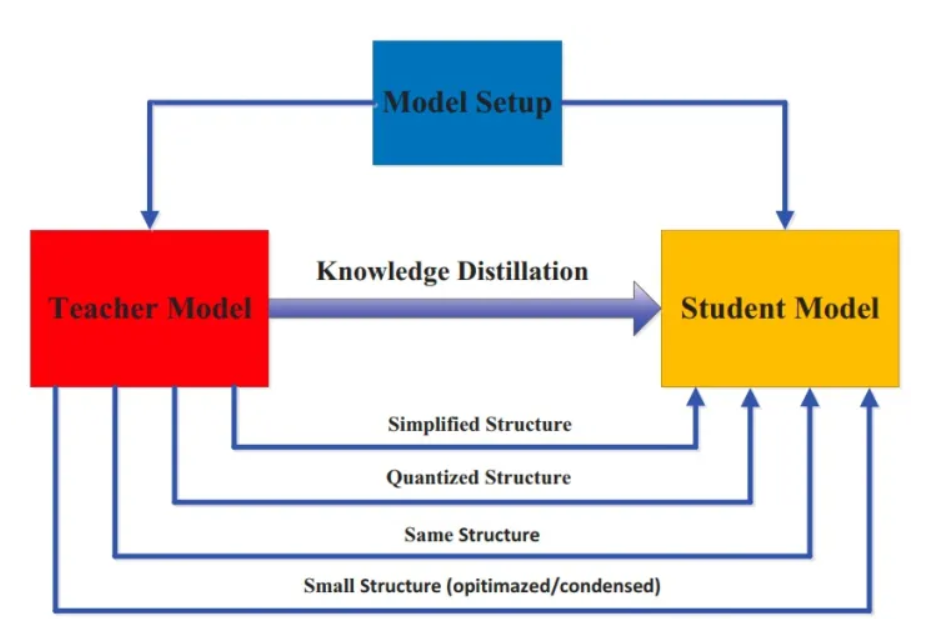 Model Setup
Knowledge Distillation
Teacher Model
Student Model
Simplified Structure
Quantized Structure
Same Structure
Small Structure (opitimazed/condensed)